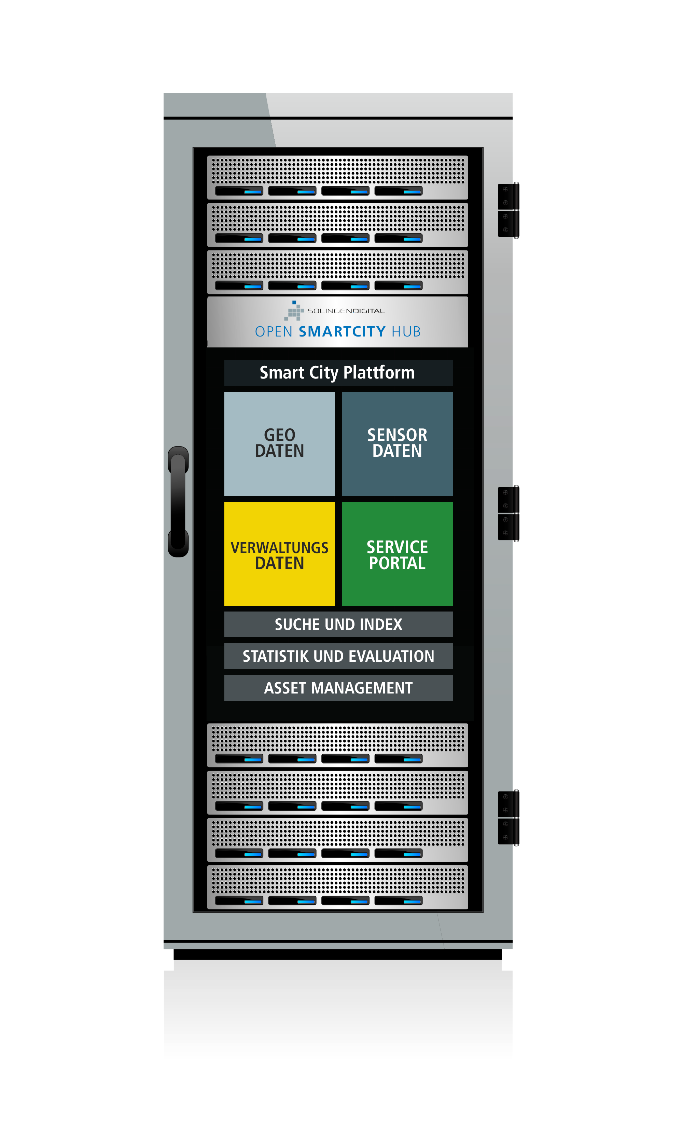 SOLINGENDIGITAL
OPEN SMARTCITY HUB
Smart City Plattform
GEO
DATEN
SENSOR
DATEN
VERWALTUNGS
DATEN
SERVICE
PORTAL
SUCHE UND INDEX
STATISTIK UND EVALUATION
ASSET MANAGEMENT